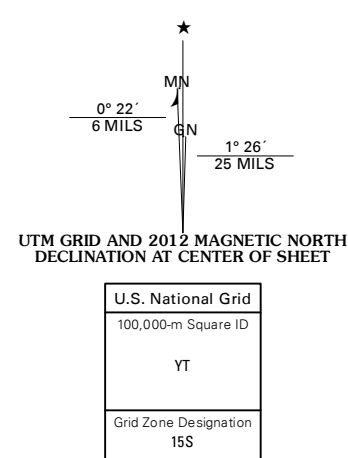 ★
MN
0° 22´
6 MILS
GN
1° 26´
25 MILS
UTM GRID AND 2012 MAGNETIC NORTH
DECLINATION AT CENTER OF SHEET
U.S. National Grid
100,000-m Square ID
YT
Grid Zone Designation
15S